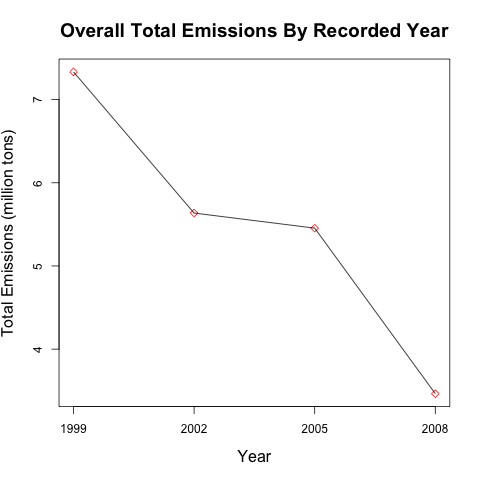 Overall Total Emissions By Recorded Year
Total Emissions (million tons)
7
6
5
4
1999 2002 2005 2008
Year